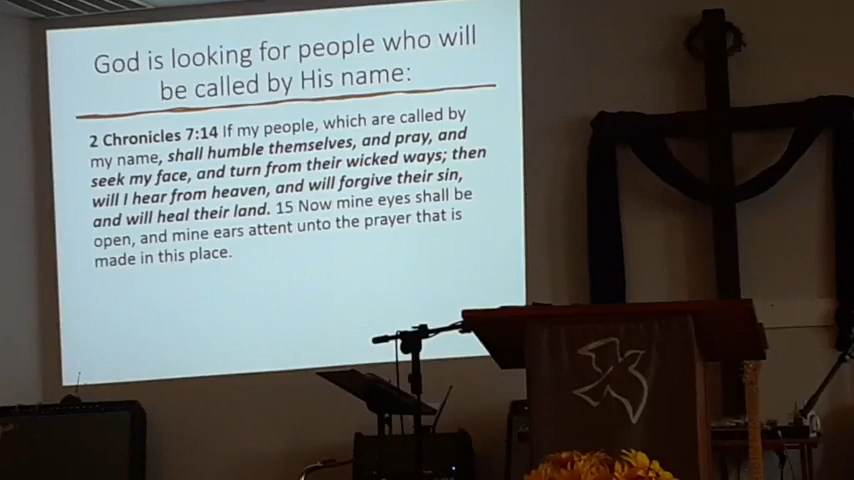 God is looking for people who will
be called by His name:
2 Chronicles 7:14 If my people, which are called by
my name, shall humble themselves, and pray, and
seek my face, and turn from their wicked ways; then
will I hear from heaven, and will forgive their sin,
and will heal their land. 15 Now mine eyes shall be
open, and mine ears attent unto the prayer that is
made in this place.